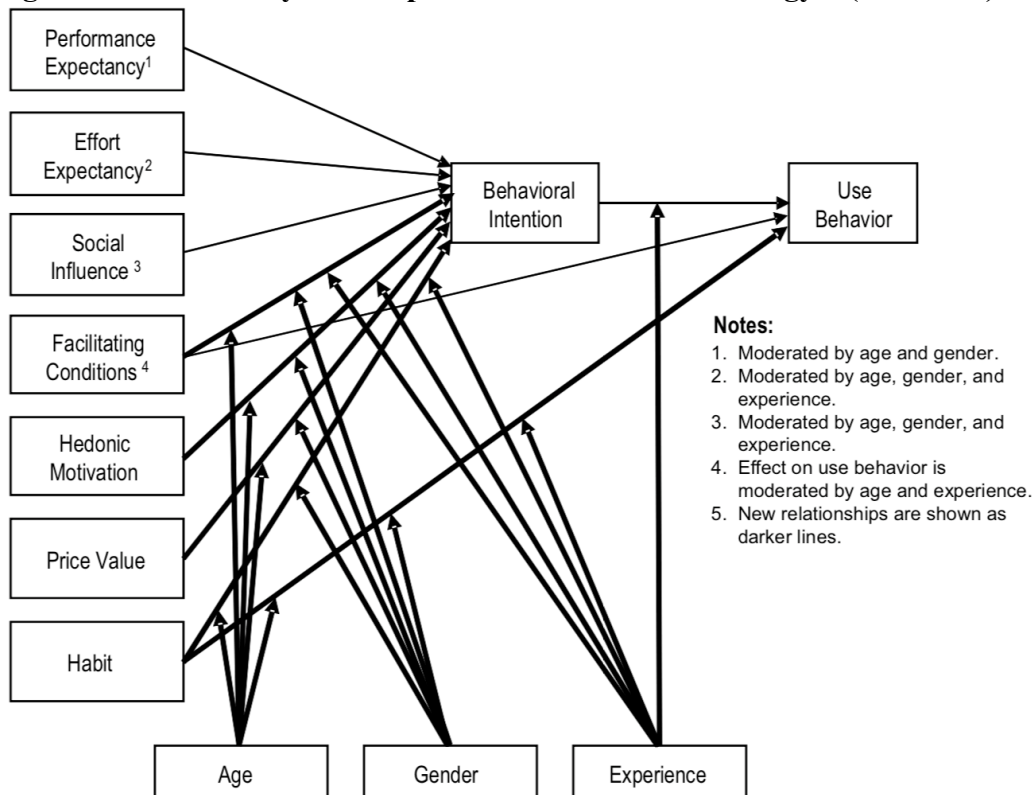 Performance
Expectancy1
Effort
Expectancy2
Social
Influence 3
Facilitating
Conditions 4
Hedonic
Motivation
Price Value
Habit
Behavioral
Intention
Use
Behavior
Notes:
1. Moderated by age and gender.
2. Moderated by age, gender, and
experience.
3. Moderated by age, gender, and
experience.
4. Effect on use behavior is
moderated by age and experience.
5. New relationships are shown as
darker lines.
Age
Gender
Experience